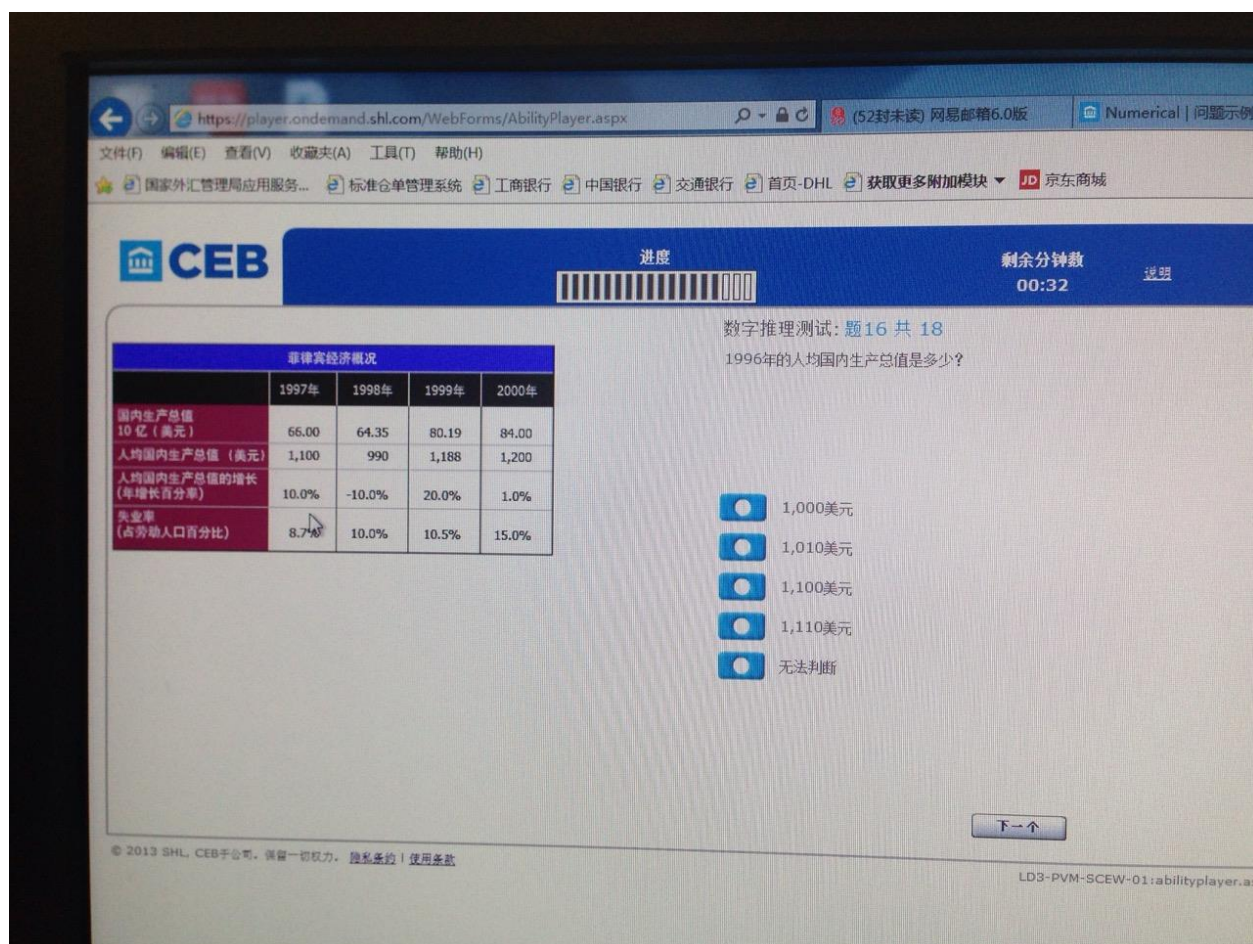 https://player.ondemand.shl.com/WebForms/AbilityPlayer.aspx
(52封未读) 网易邮箱6.0版
Numerical | 问题示例
文件(F) 编辑(E) 查看(V) 收藏夹(A) 工具(T) 帮助(H)
国家外汇管理局应用服务... 标准仓单管理系统 工商银行 中国银行 交通银行 首页-DHL 获取更多附加模块 JD 京东商城
CEB
进度
剩余分钟数
00:32
说明
数字推理测试: 题16 共 18
1996年的人均国内生产总值是多少?
菲律宾经济概况
1997年 1998年 1999年 2000年
国内生产总值
10 亿 (美元) 66.00 64.35 80.19 84.00
人均国内生产总值 (美元) 1,100 990 1,188 1,200
人均国内生产总值的增长
(年增长百分率) 10.0% -10.0% 20.0% 1.0%
失业率
(占劳动人口百分比) 8.7% 10.0% 10.5% 15.0%
1,000美元
1,010美元
1,100美元
1,110美元
无法判断
下一个
© 2013 SHL, CEB子公司。保留一切权力。 隐私条约 | 使用条款
LD3-PVM-SCEW-01:abilityplayer.as